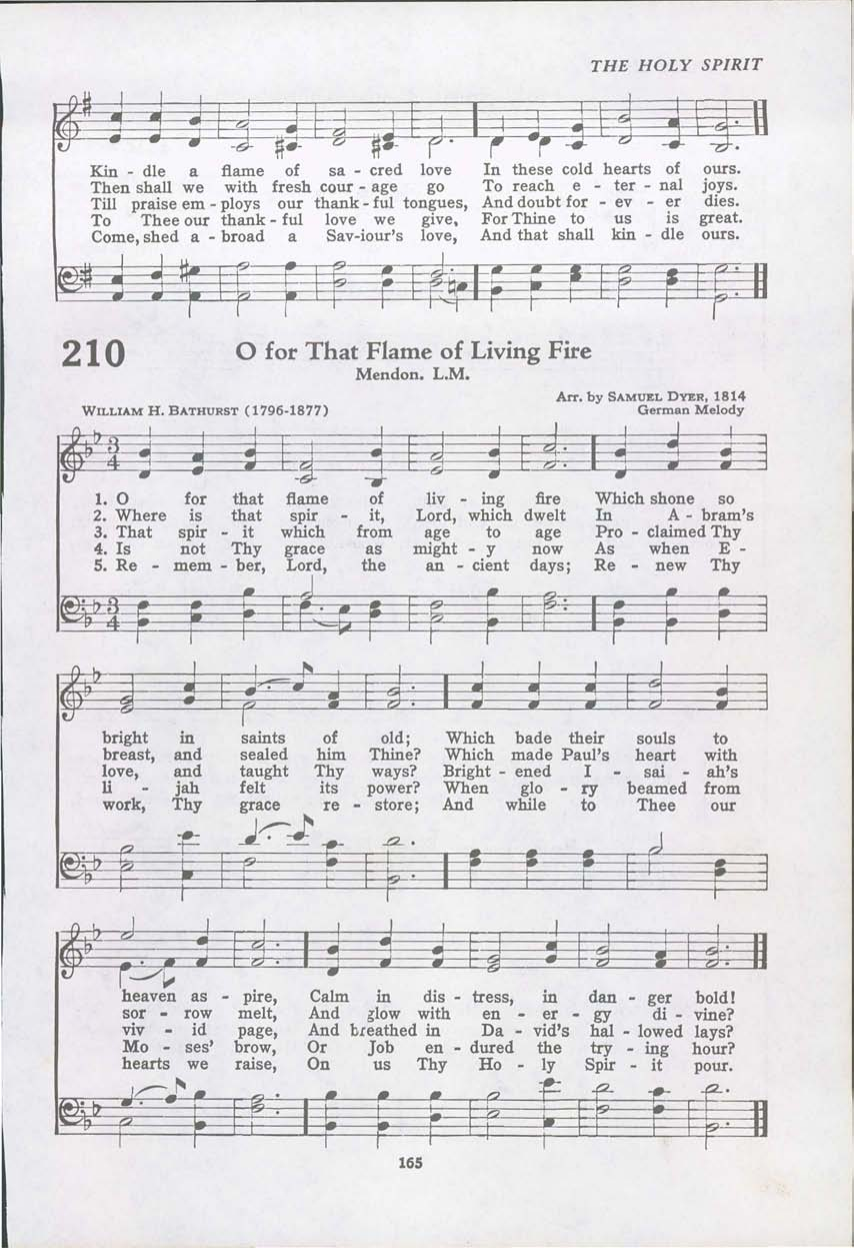 THE HOLY SPIRIT
Kin - dle a flame of sa - cred love In these cold hearts of ours.
Then shall we with fresh cour - age go To reach e - ter - nal joys.
Till praise em - ploys our thank - ful tongues, And doubt for - ev - er dies.
To Thee our thank - ful love we give, For Thine to us is great.
Come, shed a - broad a Sav-iour's love, And that shall kin - dle ours.
210 O for That Flame of Living Fire
Mendon. L.M.
Arr. by SAMUEL DYER, 1814
WILLIAM H. BATHURST (1796-1877) German Melody
1. O for that flame of liv - ing fire Which shone so
2. Where is that spir - it, Lord, which dwelt In A - bram's
3. That spir - it which from age to age Pro - claimed Thy
4. Is not Thy grace as might - y now As when E -
5. Re - mem - ber, Lord, the an - cient days; Re - new Thy
bright in saints of old; Which bade their souls to
breast, and sealed him Thine? Which made Paul's heart with
love, and taught Thy ways? Bright - ened I - sai - ah's
li - jah felt its power? When glo - ry beamed from
work, Thy grace re - store; And while to Thee our
heaven as - pire, Calm in dis - tress, in dan - ger bold!
sor - row melt, And glow with en - er - gy di - vine?
viv - id page, And breathed in Da - vid's hal - lowed lays?
Mo - ses' brow, Or Job en - dured the try - ing hour?
hearts we raise, On us Thy Ho - ly Spir - it pour.
165